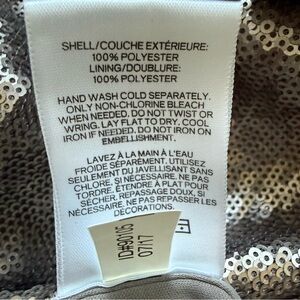 SHELL/COUCHE EXTÉRIEURE:
100% POLYESTER
LINING/DOUBLURE:
100% POLYESTER
HAND WASH COLD SEPARATELY.
ONLY NON-CHLORINE BLEACH
WHEN NEEDED. DO NOT TWIST OR
WRING. LAY FLAT TO DRY. COOL
IRON IF NEEDED. DO NOT IRON ON
EMBELLISHMENT.
LAVEZ À LA MAIN À L'EAU
FROIDE SÉPARÉMENT. UTILISEZ
SEULEMENT DU JAVELLISANT SANS
CHLORE, SI NÉCESSAIRE. NE PAS
TORDRE. ÉTENDRE À PLAT POUR
SÉCHER. REPASSAGE DOUX, SI
NÉCESSAIRE. NE PAS REPASSER LES
DÉCORATIONS.
ID#90105
07/17